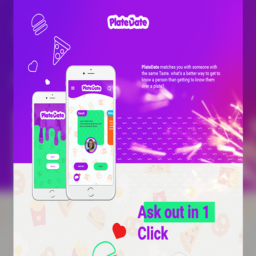 PlateDate
PlateDate matches you with someone with
the same Taste. what's a better way to get to
know a person than getting to know them
over a plate?
PlateDate
PlateDate
Ask out in 1
Click